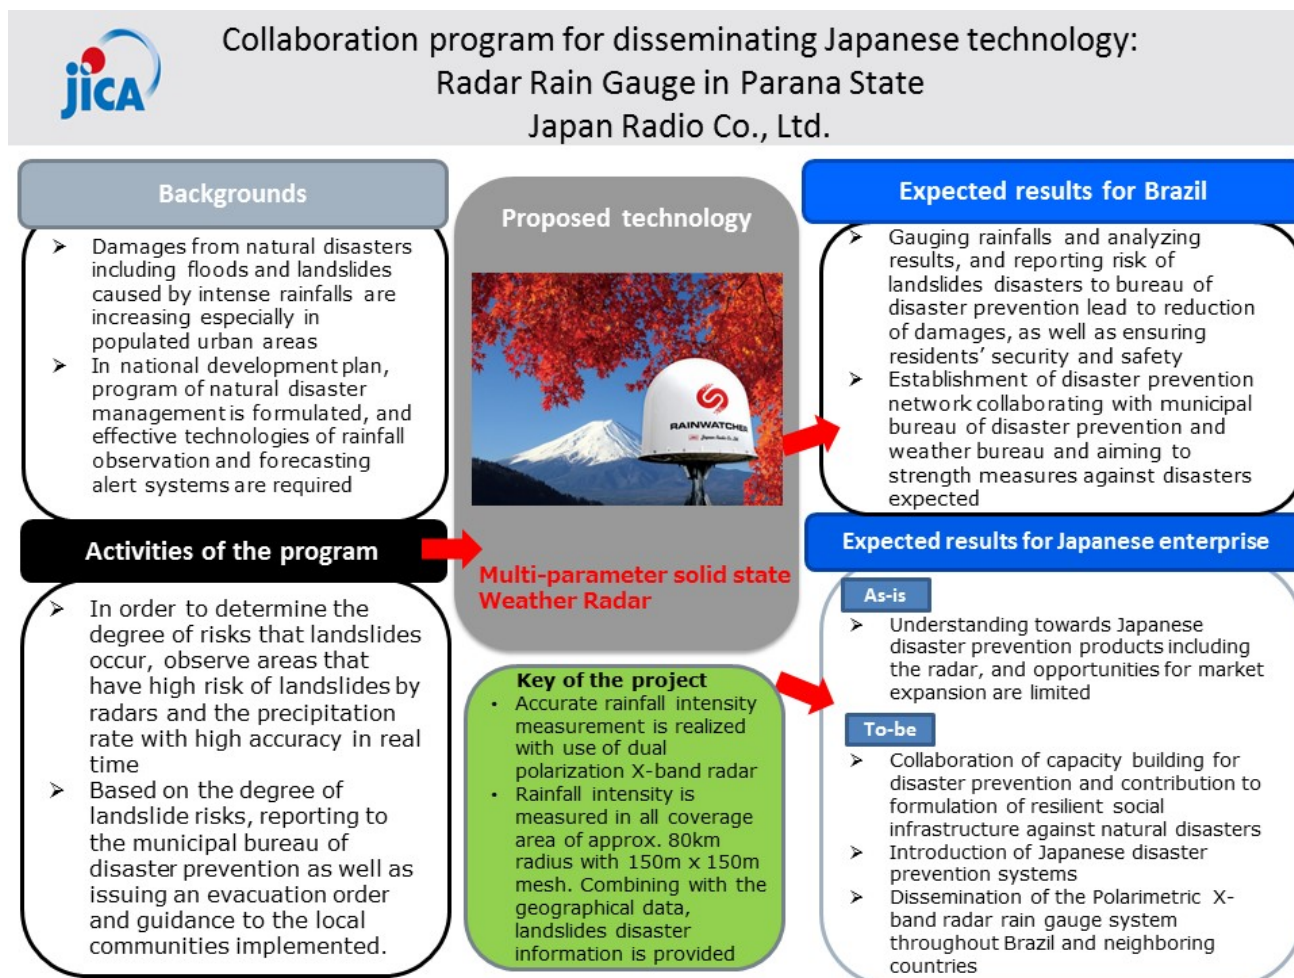 JICA
Collaboration program for disseminating Japanese technology:
Radar Rain Gauge in Parana State
Japan Radio Co., Ltd.
Backgrounds
➤ Damages from natural disasters
including floods and landslides
caused by intense rainfalls are
increasing especially in
populated urban areas
➤ In national development plan,
program of natural disaster
management is formulated, and
effective technologies of rainfall
observation and forecasting
alert systems are required
Activities of the program
➤ In order to determine the
degree of risks that landslides
occur, observe areas that
have high risk of landslides by
radars and the precipitation
rate with high accuracy in real
time
➤ Based on the degree of
landslide risks, reporting to
the municipal bureau of
disaster prevention as well as
issuing an evacuation order
and guidance to the local
communities implemented.
Proposed technology
RAINWATCHER
JRC Japan Radio Co., Ltd.
Multi-parameter solid state
Weather Radar
Key of the project
• Accurate rainfall intensity
measurement is realized
with use of dual
polarization X-band radar
• Rainfall intensity is
measured in all coverage
area of approx. 80km
radius with 150m x 150m
mesh. Combining with the
geographical data,
landslides disaster
information is provided
Expected results for Brazil
➤ Gauging rainfalls and analyzing
results, and reporting risk of
landslides disasters to bureau of
disaster prevention lead to reduction
of damages, as well as ensuring
residents' security and safety
➤ Establishment of disaster prevention
network collaborating with municipal
bureau of disaster prevention and
weather bureau and aiming to
strength measures against disasters
expected
Expected results for Japanese enterprise
As-is
➤ Understanding towards Japanese
disaster prevention products including
the radar, and opportunities for market
expansion are limited
To-be
➤ Collaboration of capacity building for
disaster prevention and contribution to
formulation of resilient social
infrastructure against natural disasters
➤ Introduction of Japanese disaster
prevention systems
➤ Dissemination of the Polarimetric X-
band radar rain gauge system
throughout Brazil and neighboring
countries